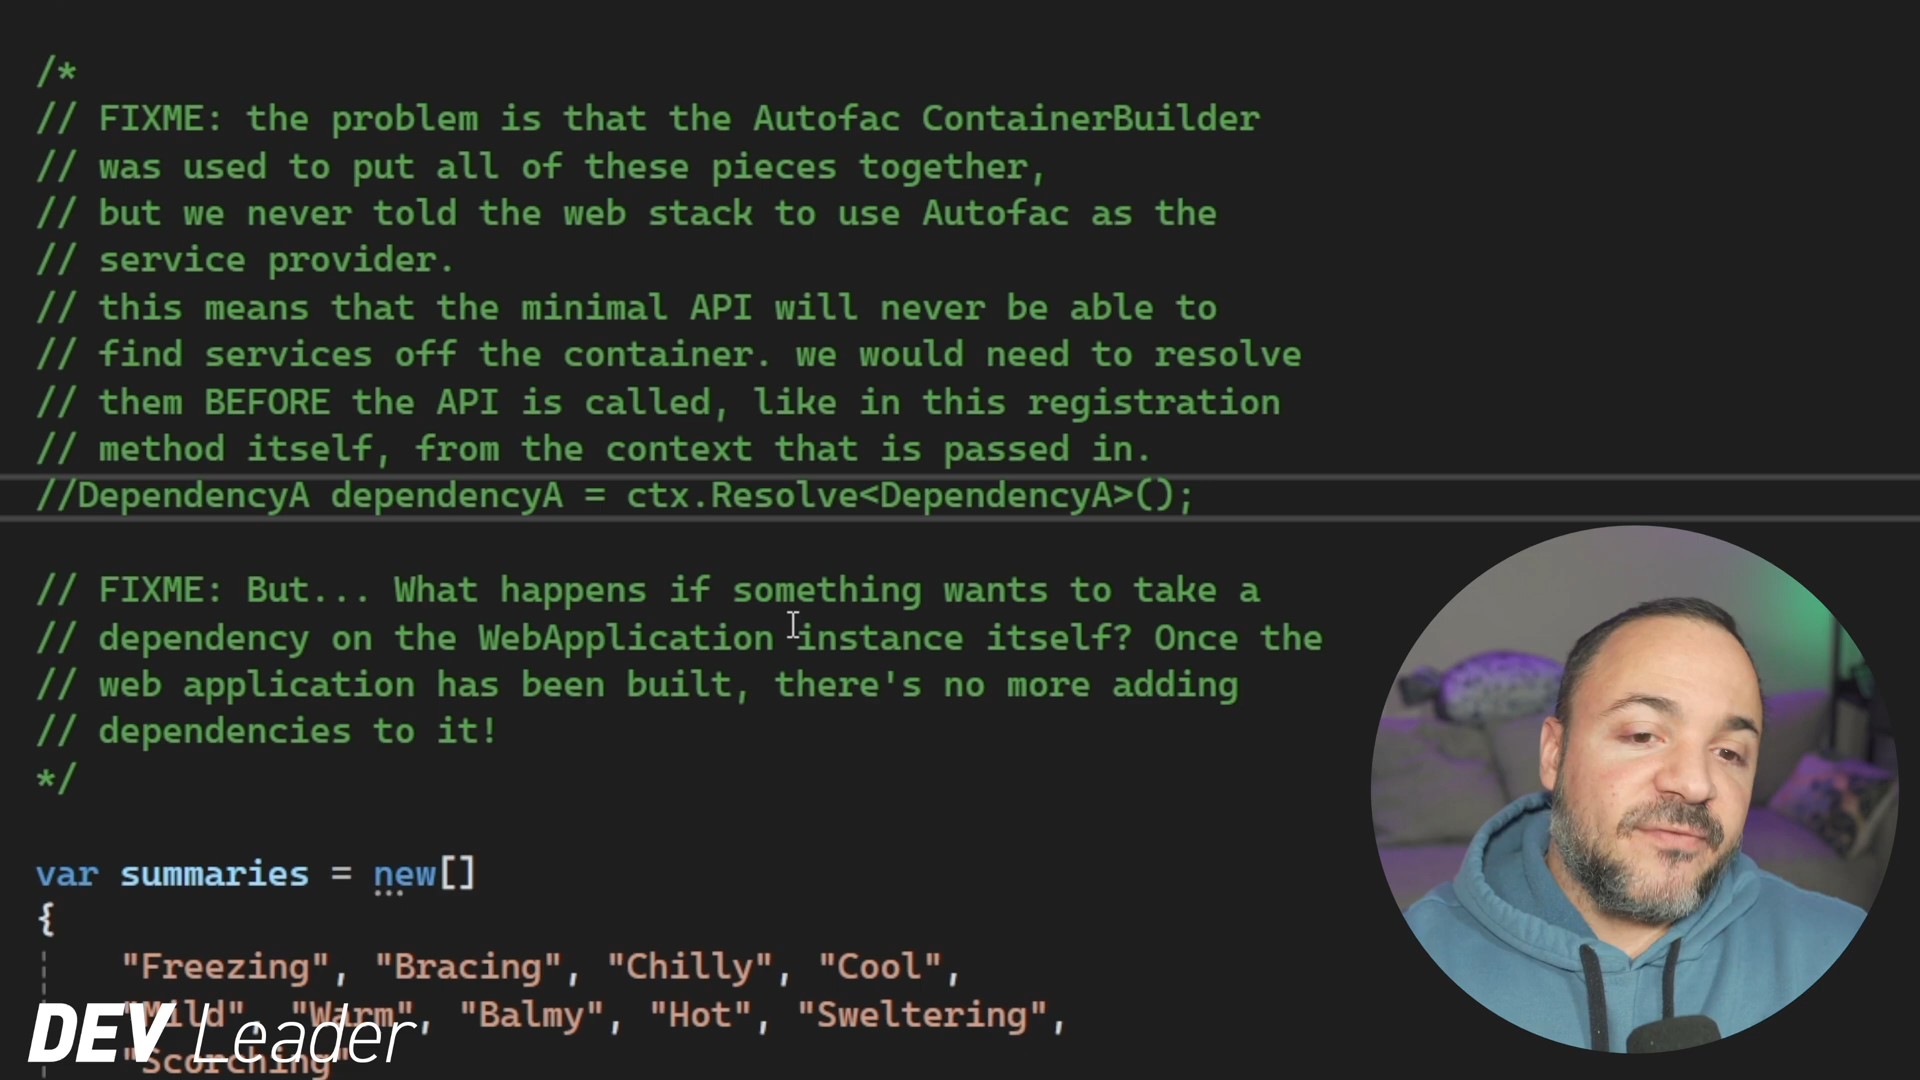 /*
// FIXME: the problem is that the Autofac ContainerBuilder
// was used to put all of these pieces together,
// but we never told the web stack to use Autofac as the
// service provider.
// this means that the minimal API will never be able to
// find services off the container. we would need to resolve
// them BEFORE the API is called, like in this registration
// method itself, from the context that is passed in.
//DependencyA dependencyA = ctx.Resolve<DependencyA>();
// FIXME: But... What happens if something wants to take a
// dependency on the WebApplication instance itself? Once the
// web application has been built, there's no more adding
// dependencies to it!
*/
var summaries = new[]
{
"Freezing", "Bracing", "Chilly", "Cool",
"Mild", "Warm", "Balmy", "Hot", "Sweltering",
"Scorching"
DEV Leader